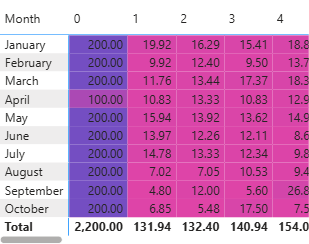 Month 0 1 2 3 4
January 200.00 19.92 16.29 15.41 18.8
February 200.00 9.92 12.40 9.50 13.7
March 200.00 11.76 13.44 17.37 18.3
April 100.00 10.83 13.33 10.83 12.9
May 200.00 15.94 13.92 13.62 14.9
June 200.00 13.97 12.26 12.11 8.6
July 200.00 14.78 13.33 12.34 9.8
August 200.00 7.02 7.05 10.53 9.4
September 200.00 4.80 12.00 5.60 26.8
October 200.00 6.85 5.48 17.50 7.5
Total 2,200.00 131.94 132.40 140.94 154.0